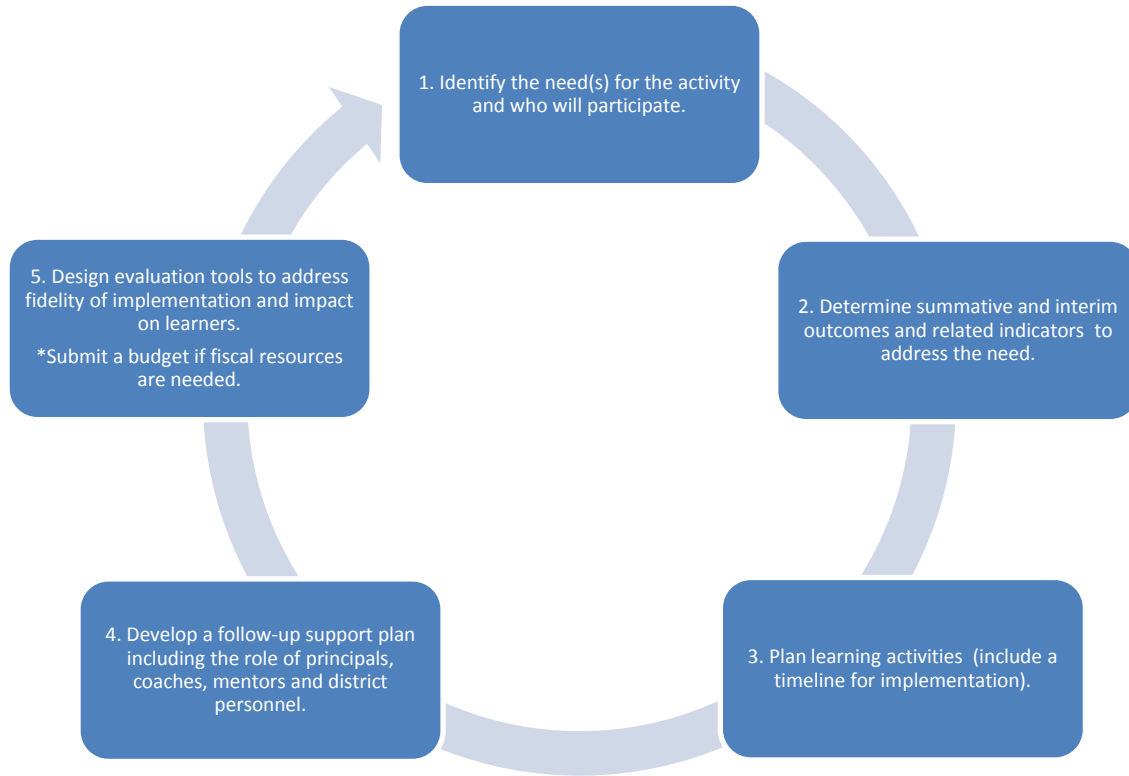 1. Identify the need(s) for the activity
and who will participate.
2. Determine summative and interim
outcomes and related indicators  to
address the need.
3. Plan learning activities  (include a
timeline for implementation).
4. Develop a follow-up support plan
including the role of principals,
coaches, mentors and district
personnel.
5. Design evaluation tools to address
fidelity of implementation and impact
on learners.
*Submit a budget if fiscal resources
are needed.